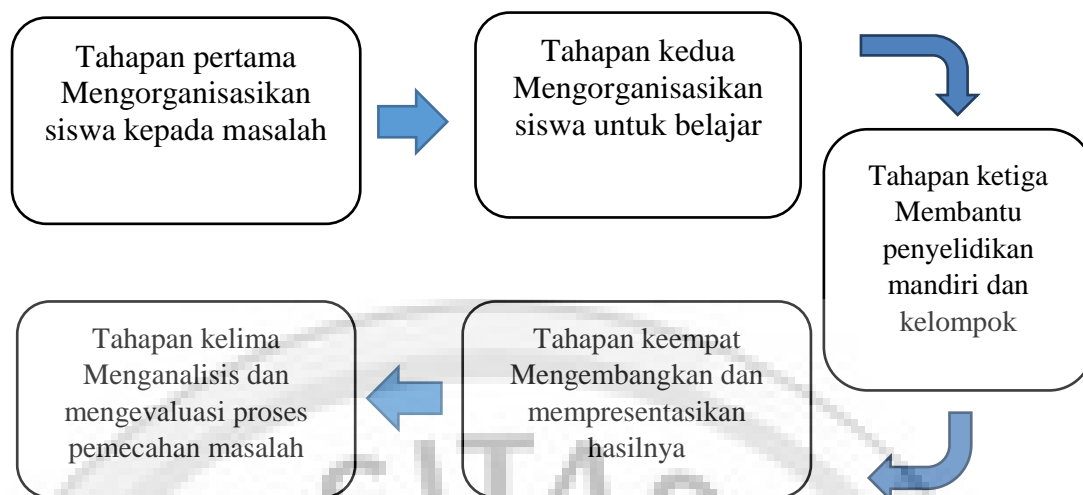 Tahapan pertama
Mengorganisasikan
siswa kepada masalah
Tahapan kedua
Mengorganisasikan
siswa untuk belajar
Tahapan ketiga
Membantu
penyelidikan
mandiri dan
kelompok
Tahapan keempat
Mengembangkan dan
mempresentasikan
hasilnya
Tahapan kelima
Menganalisis dan
mengevaluasi proses
pemecahan masalah